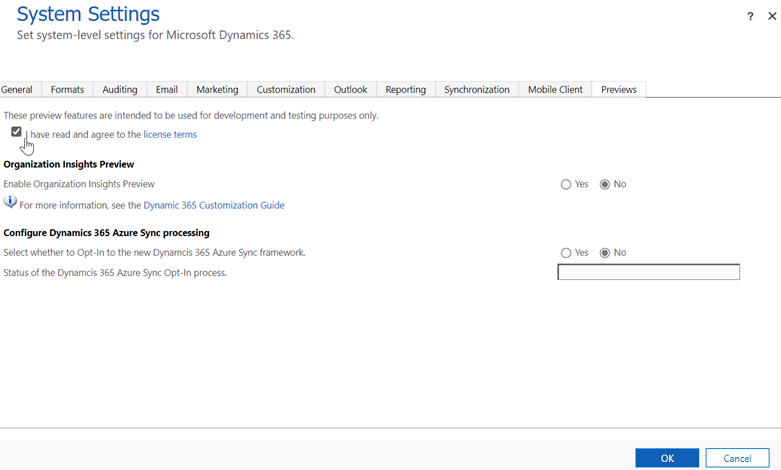 System Settings
Set system-level settings for Microsoft Dynamics 365.
?
General Formats Auditing Email Marketing Customization Outlook Reporting Synchronization Mobile Client Previews
These preview features are intended to be used for development and testing purposes only.
I have read and agree to the license terms
Organization Insights Preview
Enable Organization Insights Preview Yes No
For more information, see the Dynamic 365 Customization Guide
Configure Dynamics 365 Azure Sync processing
Select whether to Opt-In to the new Dynamcis 365 Azure Sync framework. Yes No
Status of the Dynamcis 365 Azure Sync Opt-In process.
OK Cancel